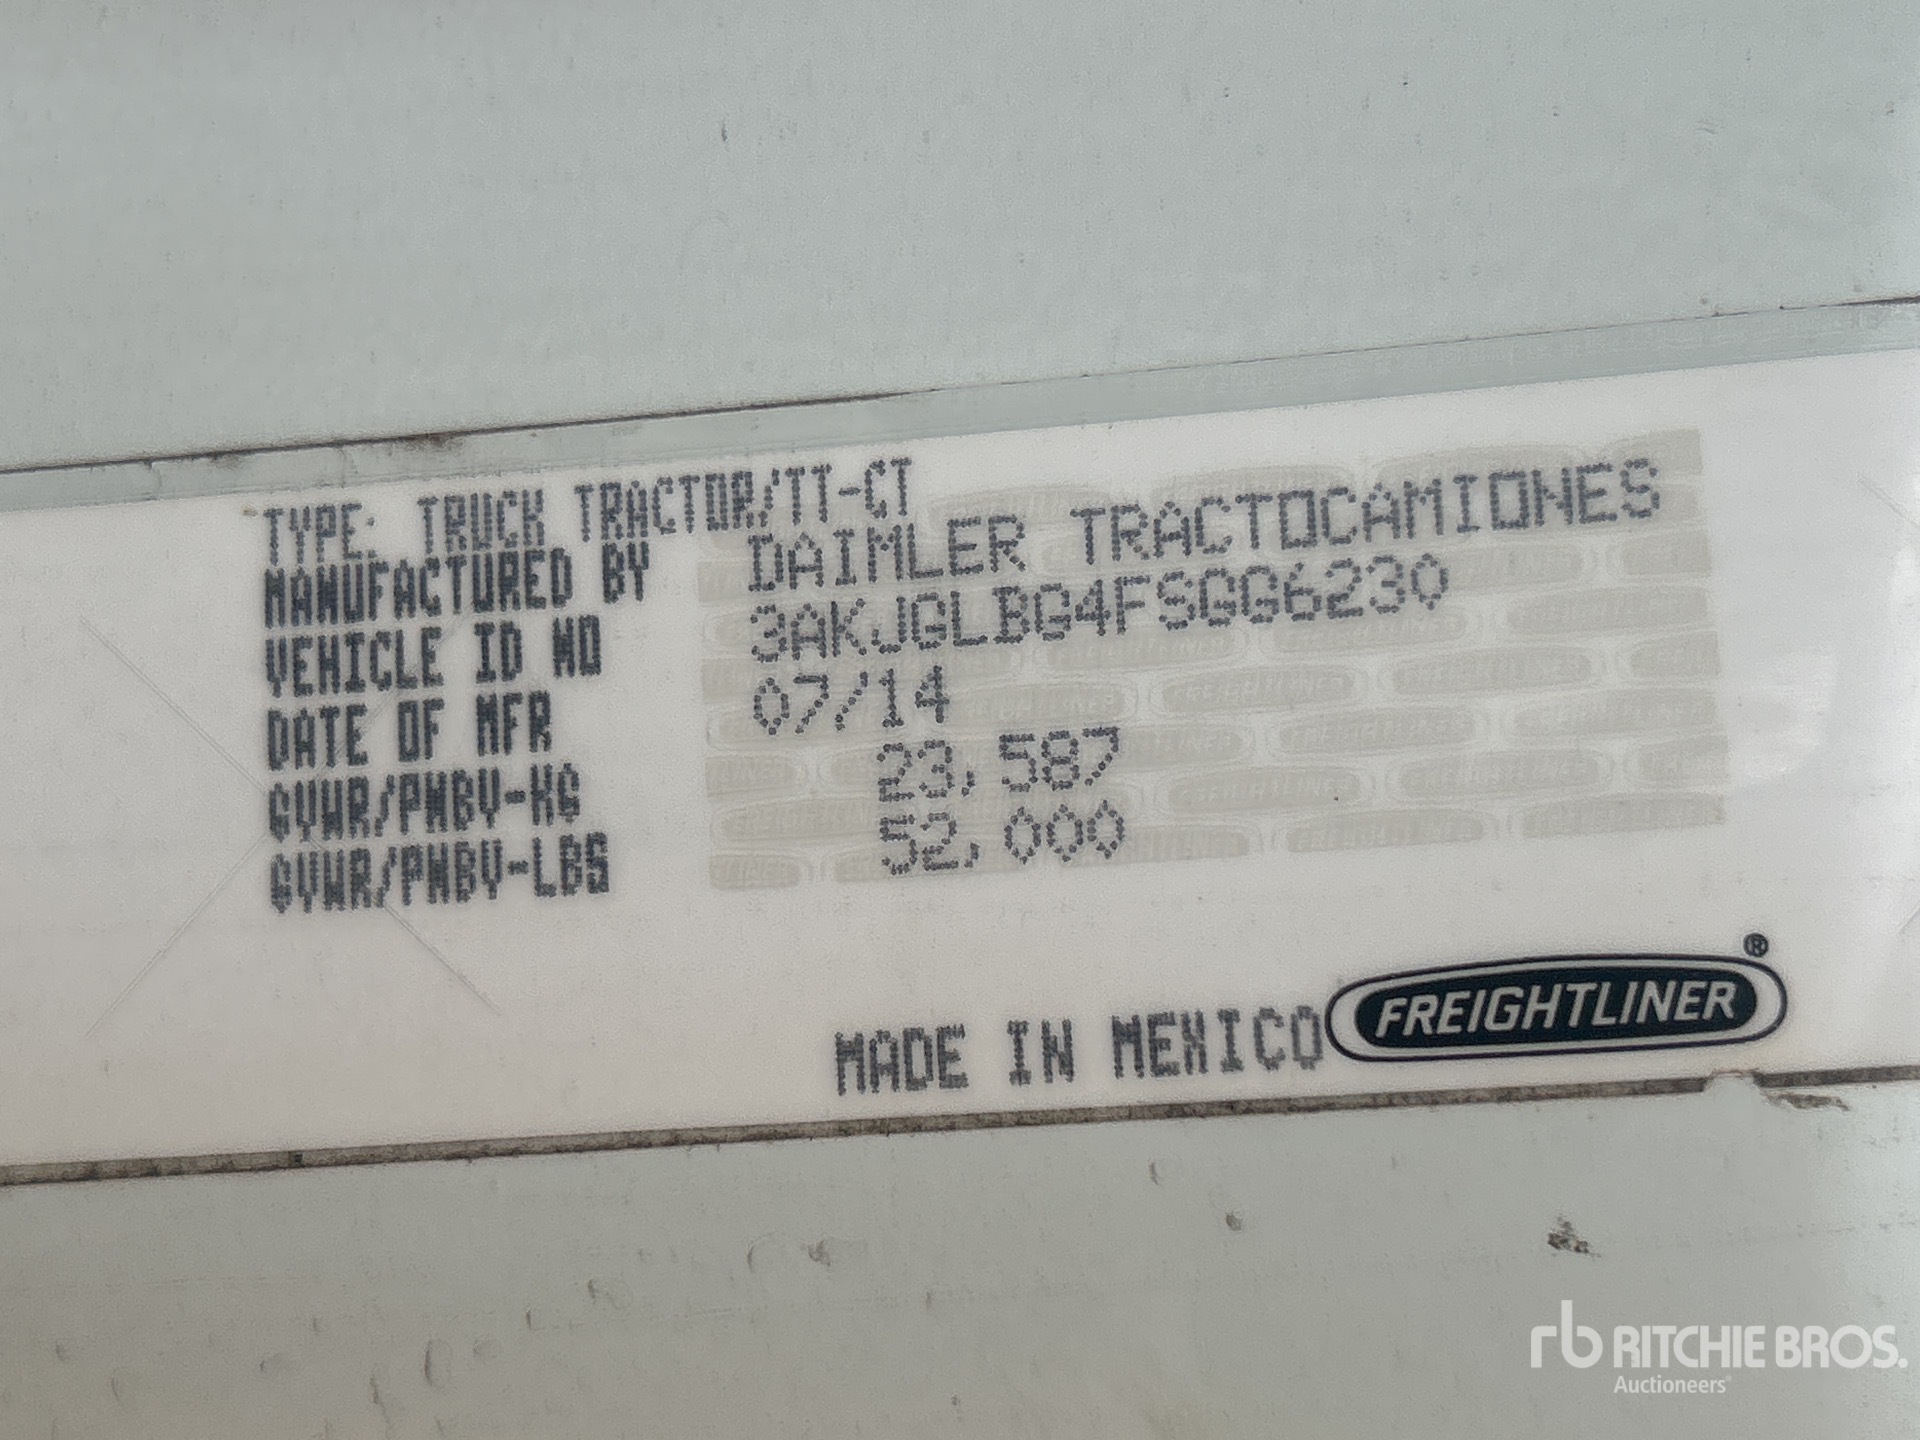 TYPE: TRUCK TRACTOR/TT-CT
MANUFACTURED BY DAIMLER TRACTOCAMIONES
VEHICLE ID NO 3AKJGLBG4FSGG6230
DATE OF MFR 07/14
GVWR/PNBV-KG 23,587
GVWR/PNBV-LBS 52,000
MADE IN MEXICO FREIGHTLINER®
rb RITCHIE BROS.
Auctioneers®